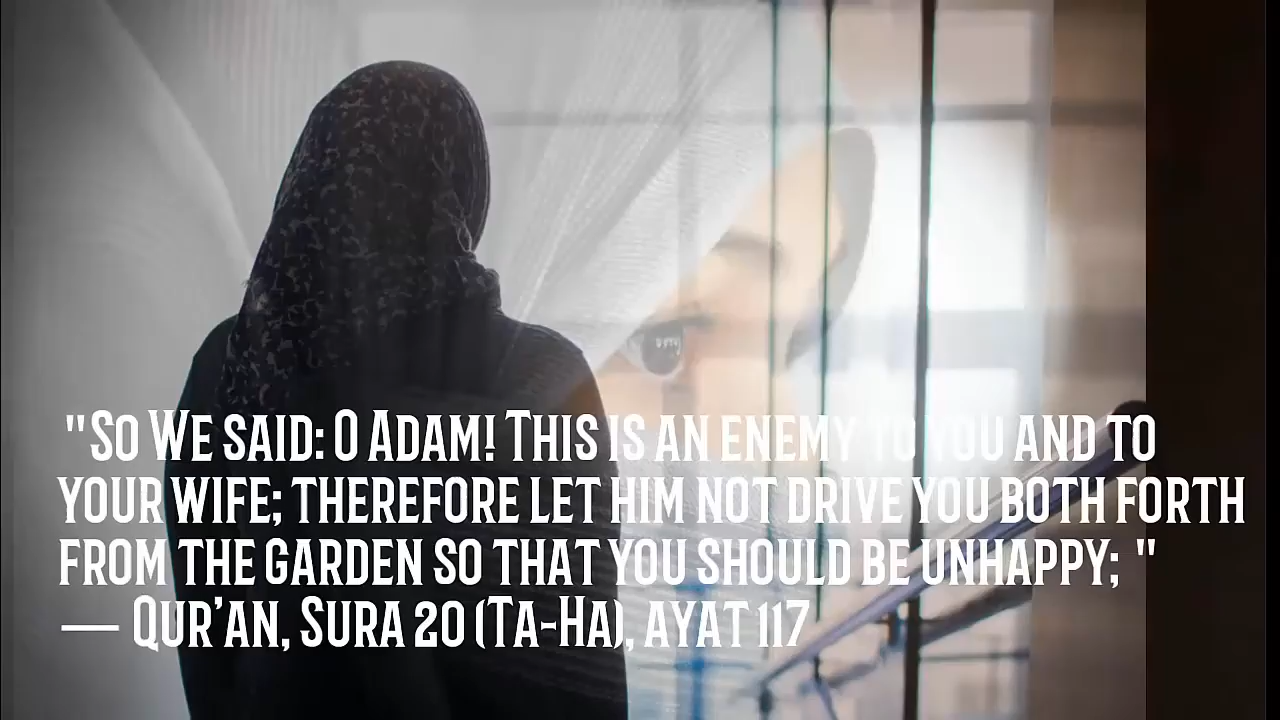 "So We said: O Adam! This is an enemy to you and to
your wife; therefore let him not drive you both forth
from the garden so that you should be unhappy; "
— Qur’an, Sura 20 (Ta-Ha), ayat 117